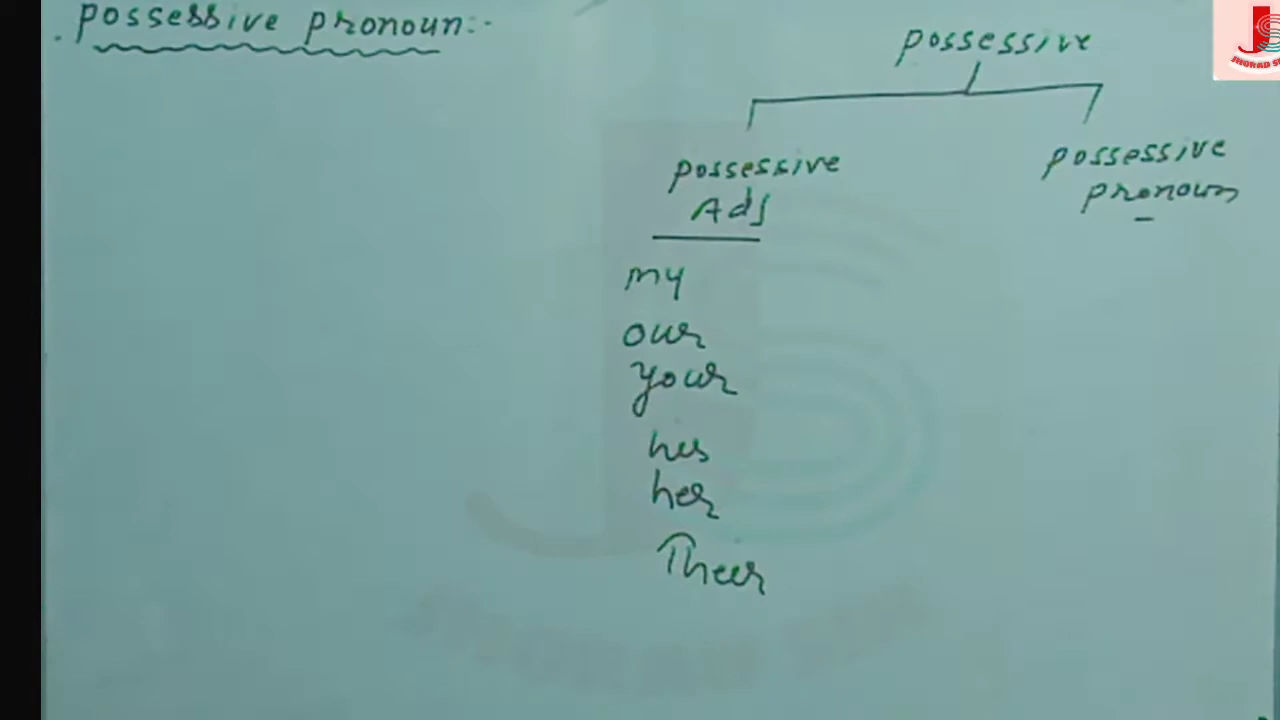 . possessive pronoun:-
possessive
possessive
Adj
possessive
pronoun
my
our
your
his
her
Their